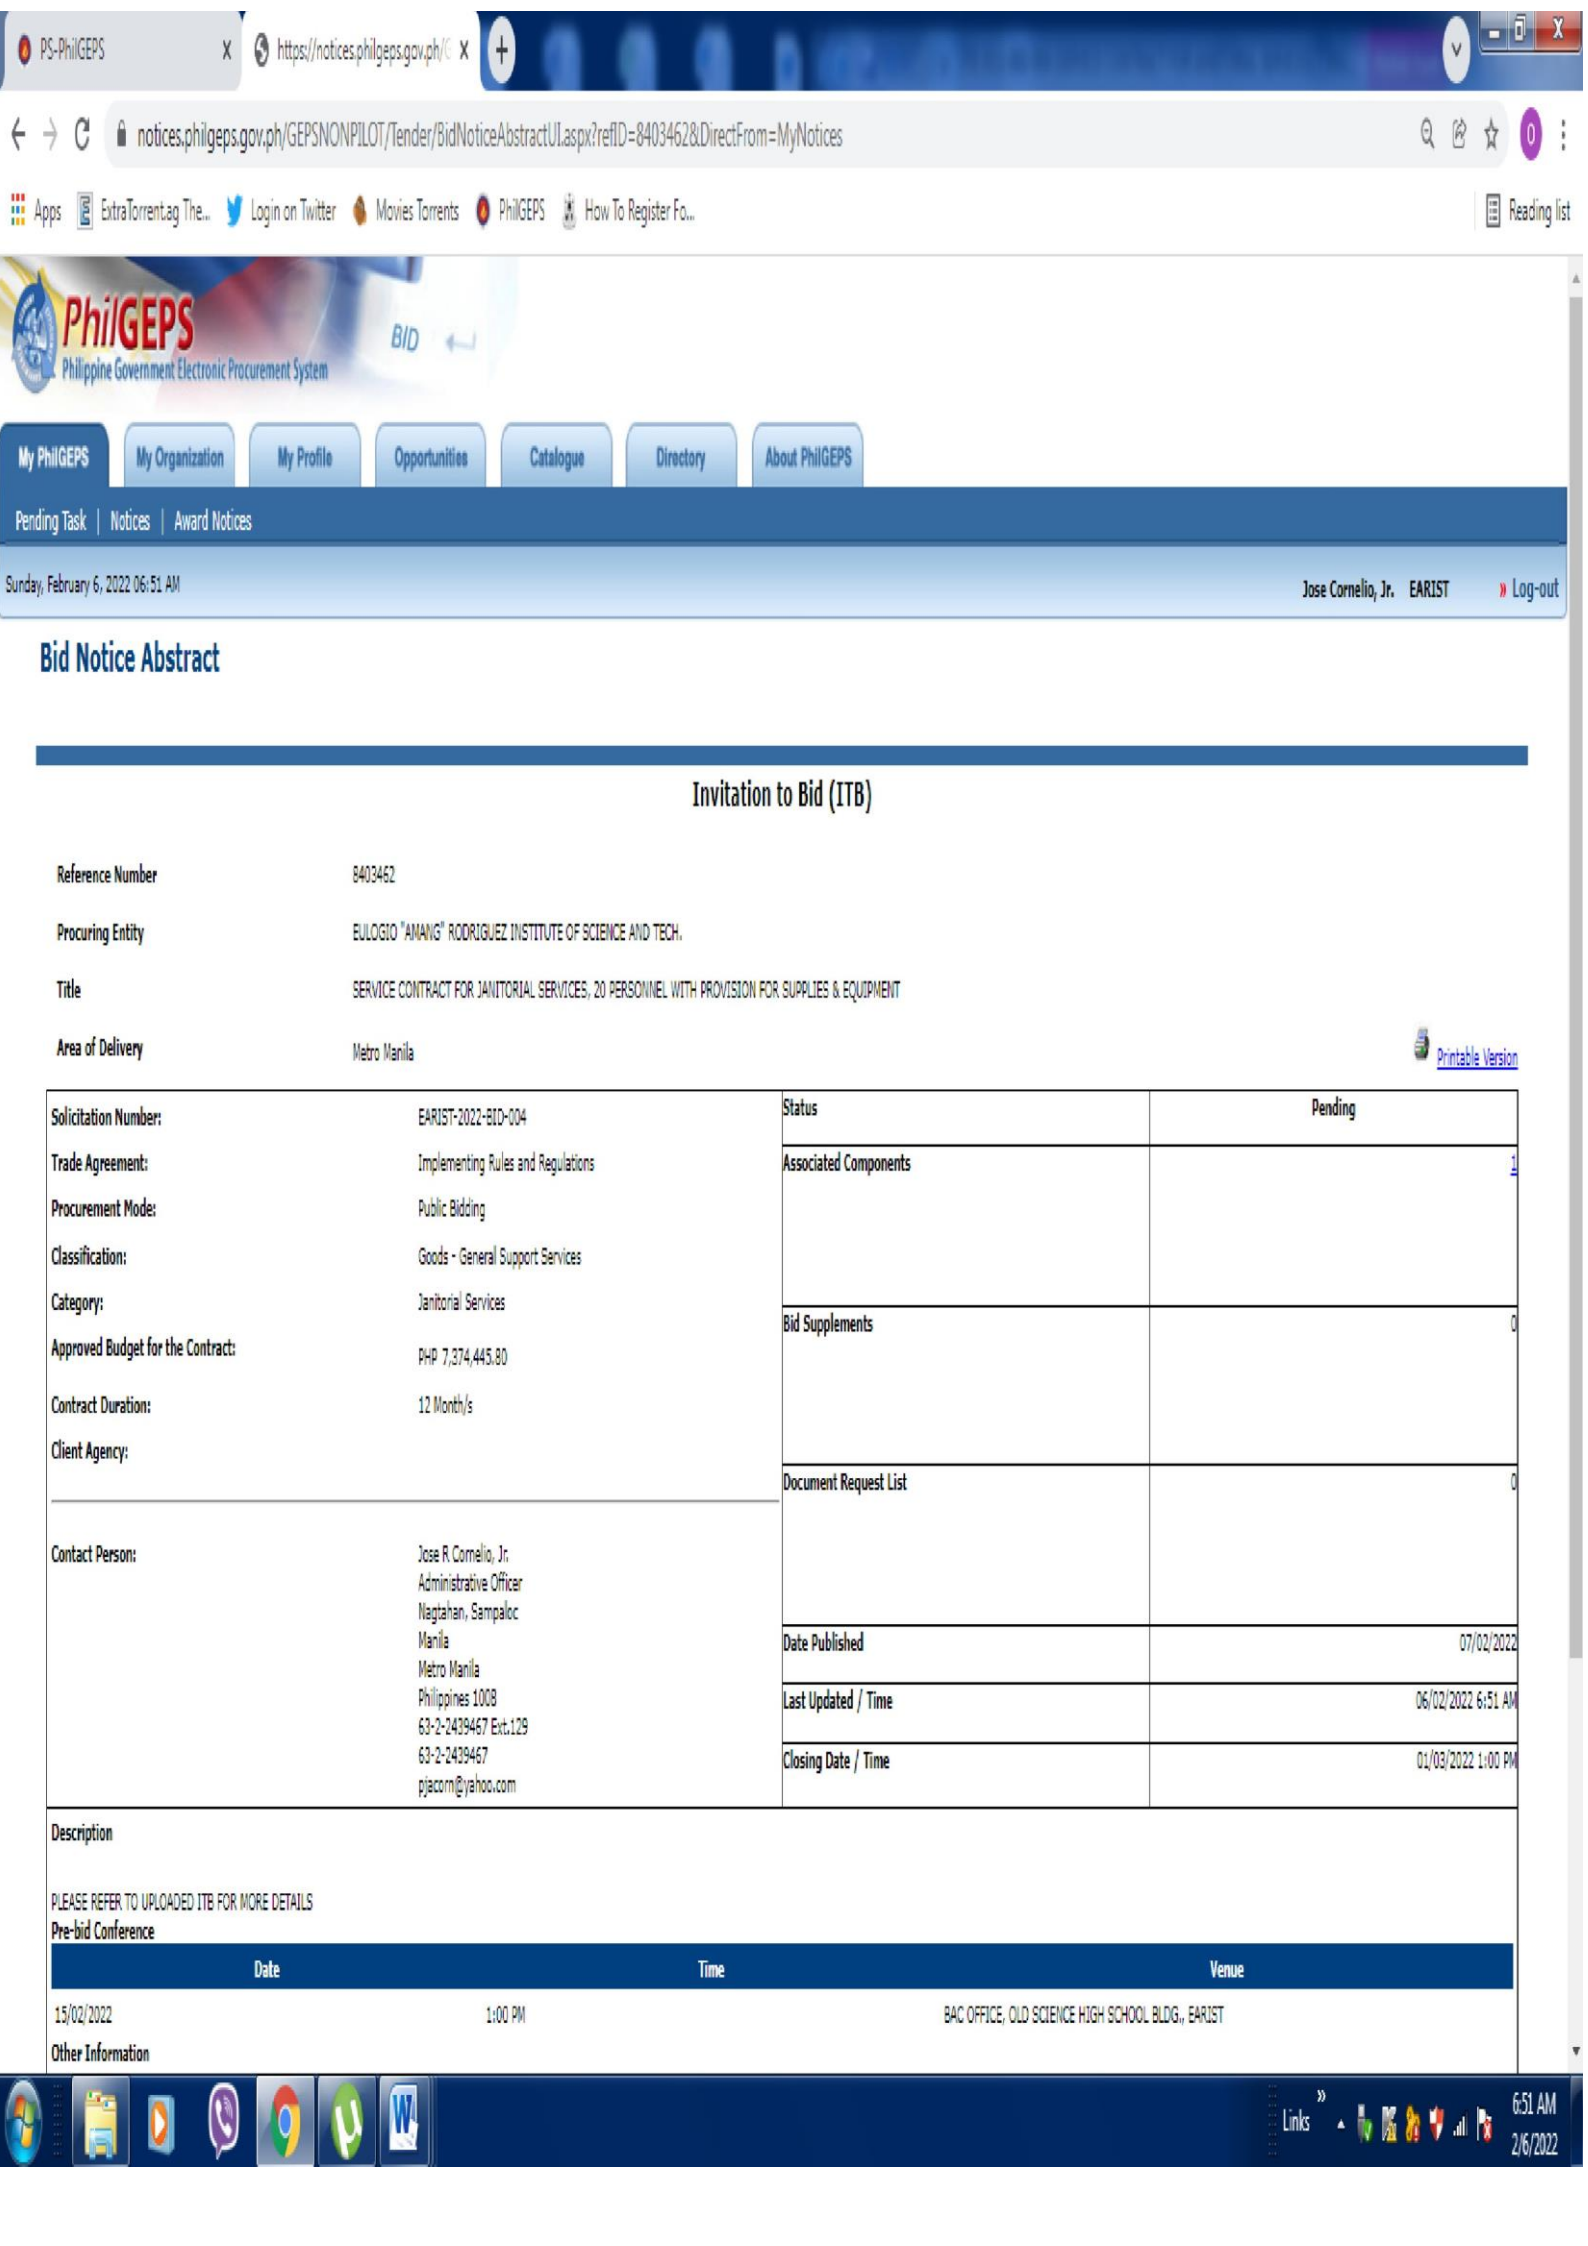 PS-PhilGEPS
https://notices.philgeps.gov.ph/G
notices.philgeps.gov.ph/GEPSNONPILOT/Tender/BidNoticeAbstractUI.aspx?refID=8403462&DirectFrom=MyNotices
O
Apps ExtraTorrent.ag The... Login on Twitter Movies Torrents PhilGEPS How To Register Fo... Reading list
PhilGEPS
Philippine Government Electronic Procurement System
BID
My PhilGEPS My Organization My Profile Opportunities Catalogue Directory About PhilGEPS
Pending Task | Notices | Award Notices
Sunday, February 6, 2022 06:51 AM Jose Cornelio, Jr. EARIST » Log-out
Bid Notice Abstract
Invitation to Bid (ITB)
Reference Number 8403462
Procuring Entity EULOGIO "AMANG" RODRIGUEZ INSTITUTE OF SCIENCE AND TECH.
Title SERVICE CONTRACT FOR JANITORIAL SERVICES, 20 PERSONNEL WITH PROVISION FOR SUPPLIES & EQUIPMENT
Area of Delivery Metro Manila
Printable Version
Solicitation Number: EARIST-2022-BID-004
Trade Agreement: Implementing Rules and Regulations
Procurement Mode: Public Bidding
Classification: Goods - General Support Services
Category: Janitorial Services
Approved Budget for the Contract: PHP 7,374,445.80
Contract Duration: 12 Month/s
Client Agency:
Contact Person: Jose R Cornelio, Jr.
Administrative Officer
Nagtahan, Sampaloc
Manila
Metro Manila
Philippines 1008
63-2-2439467 Ext.129
63-2-2439467
pjacorn@yahoo.com
Status Pending
Associated Components 1
Bid Supplements 0
Document Request List 0
Date Published 07/02/2022
Last Updated / Time 06/02/2022 6:51 AM
Closing Date / Time 01/03/2022 1:00 PM
Description
PLEASE REFER TO UPLOADED ITB FOR MORE DETAILS
Pre-bid Conference
Date Time Venue
15/02/2022 1:00 PM BAC OFFICE, OLD SCIENCE HIGH SCHOOL BLDG., EARIST
Other Information
Links » 6:51 AM
2/6/2022